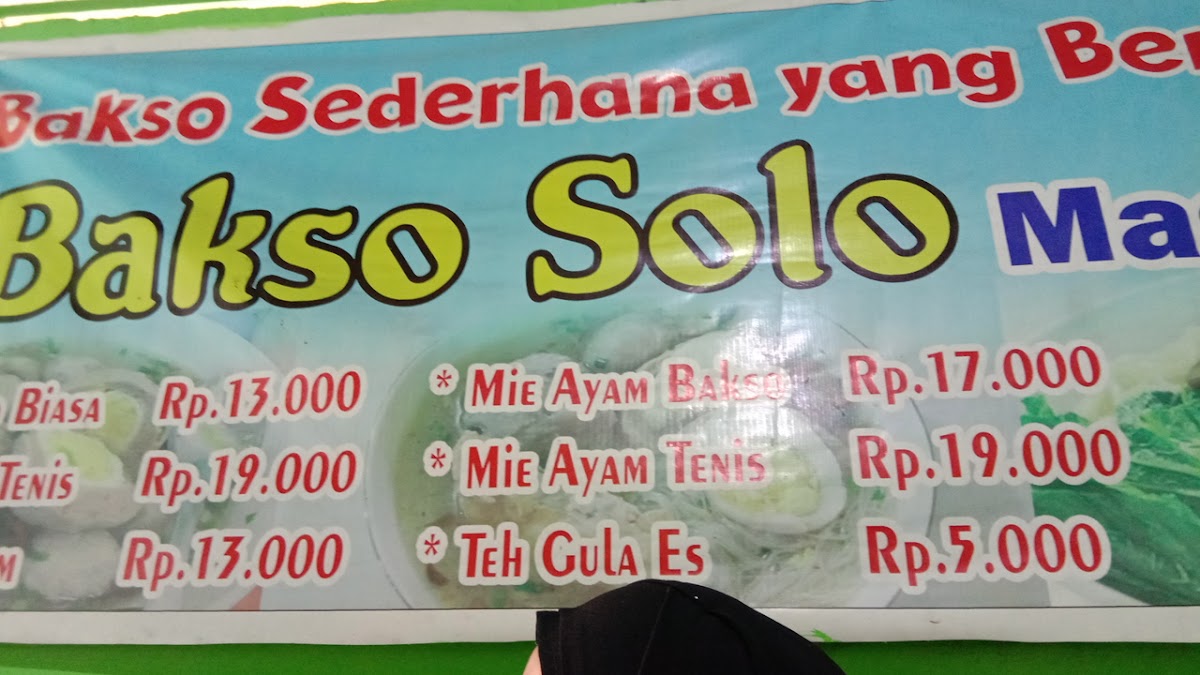 Bakso Sederhana yang Ber
Bakso Solo Ma
Biasa Rp.13.000 * Mie Ayam Bakso Rp.17.000
Tenis Rp.19.000 * Mie Ayam Tenis Rp.19.000
Rp.13.000 * Teh Gula Es Rp.5.000